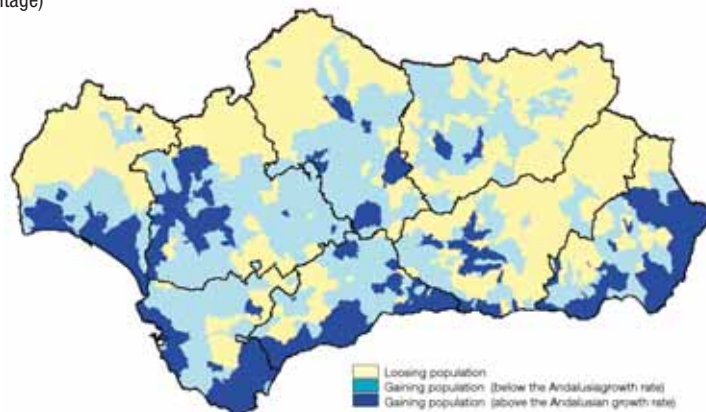 ntage)
Loosing population
Gaining population (below the Andalusiagrowth rate)
Gaining population (above the Andalusian growth rate)